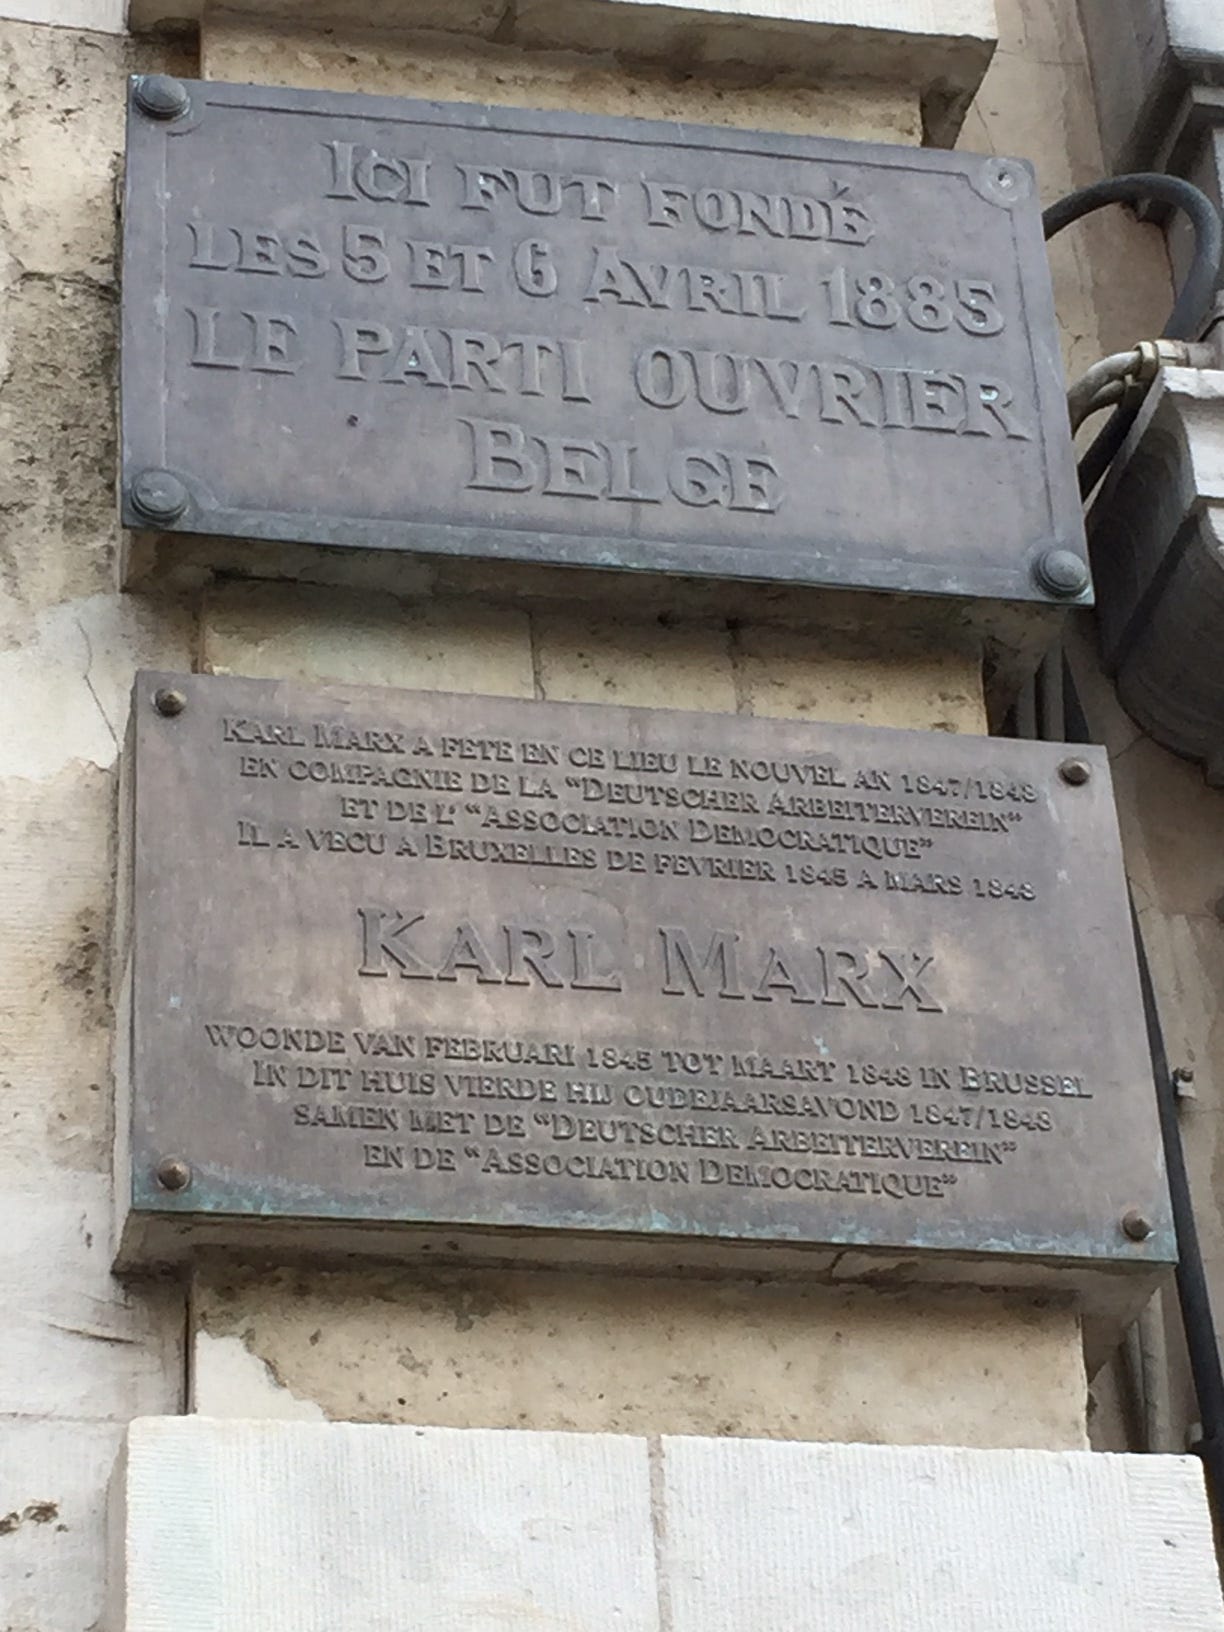 ICI FUT FONDÉ
LES 5 ET 6 AVRIL 1885
LE PARTI OUVRIER
BELGE
KARL MARX A FETE EN CE LIEU LE NOUVEL AN 1847/1848
EN COMPAGNIE DE LA "DEUTSCHER ARBEITERVEREIN"
ET DE L' "ASSOCIATION DEMOCRATIQUE"
IL A VECU A BRUXELLES DE FEVRIER 1845 A MARS 1848
KARL MARX
WOONDE VAN FEBRUARI 1845 TOT MAART 1848 IN BRUSSEL
IN DIT HUIS VIERDE HIJ OUDEJAARSAVOND 1847/1848
SAMEN MET DE "DEUTSCHER ARBEITERVEREIN"
EN DE "ASSOCIATION DEMOCRATIQUE"